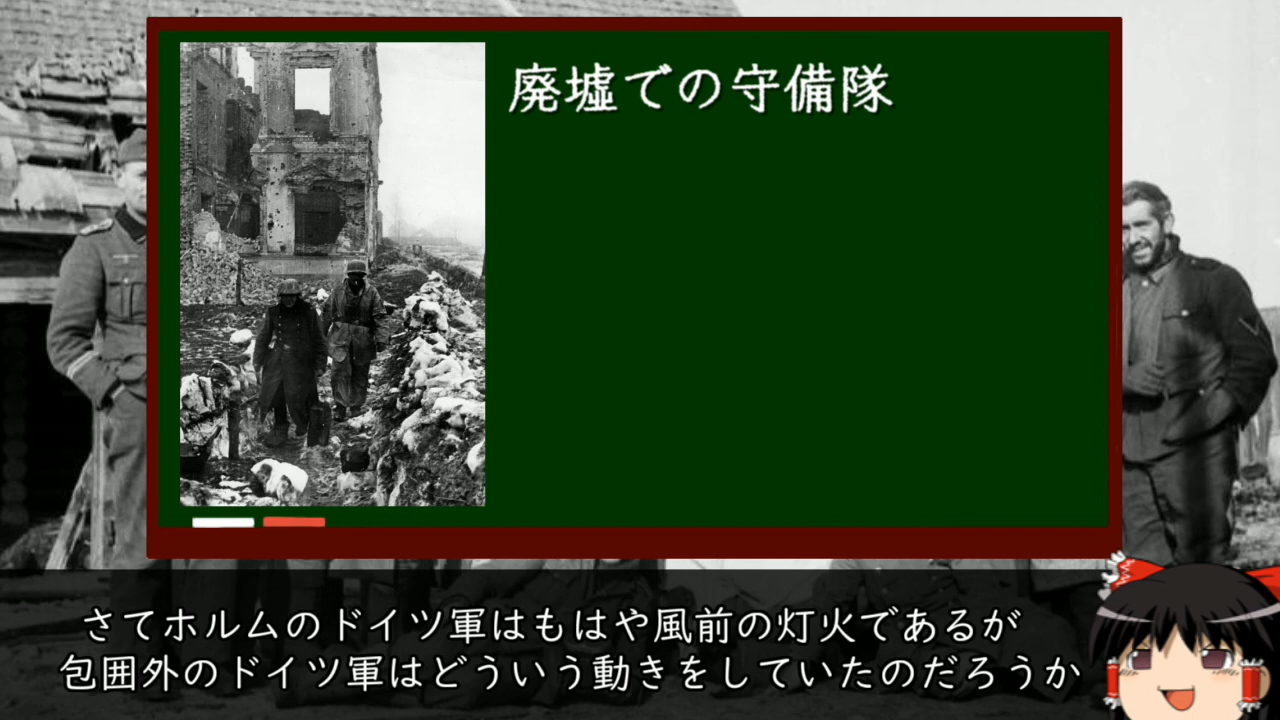 廃墟での守備隊
さてホルムのドイツ軍はもはや風前の灯火であるが
包囲外のドイツ軍はどういう動きをしていたのだろうか